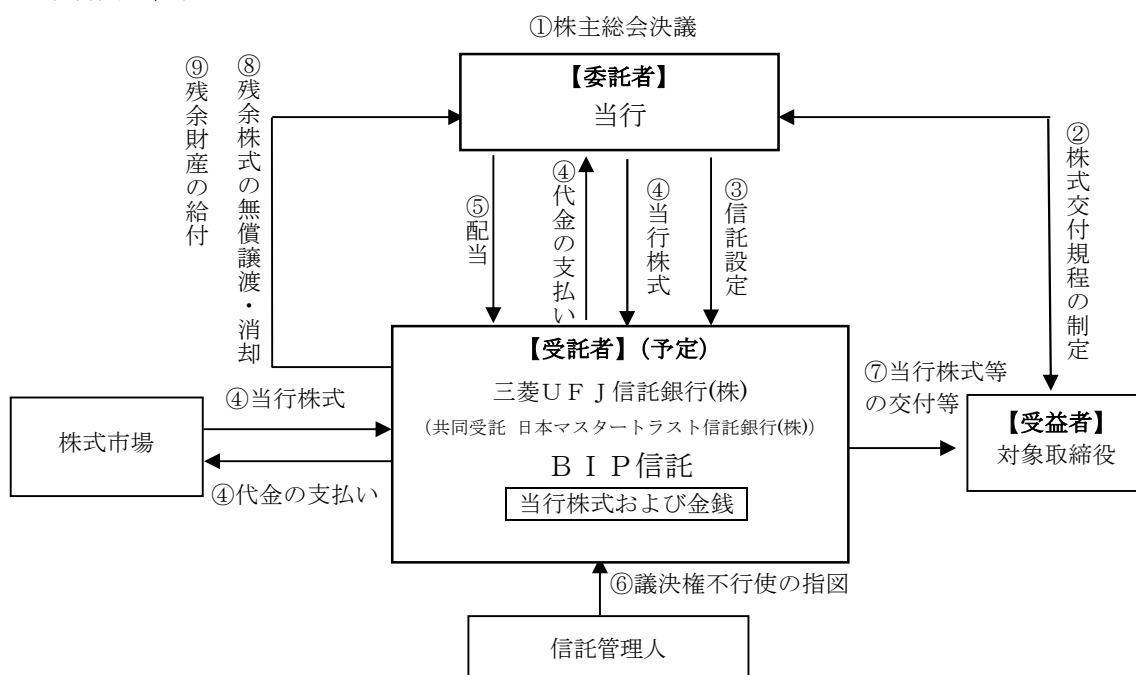 ①株主総会決議
【委託者】
当行
⑨残余財産の給付
⑧残余株式の無償譲渡・消却
⑤配当
④代金の支払い
④当行株式
③信託設定
②株式交付規程の制定
【受託者】(予定)
三菱UFJ信託銀行(株)
(共同受託 日本マスタートラスト信託銀行(株))
BIP信託
当行株式および金銭
④当行株式
株式市場
④代金の支払い
⑦当行株式等
の交付等
【受益者】
対象取締役
⑥議決権不行使の指図
信託管理人